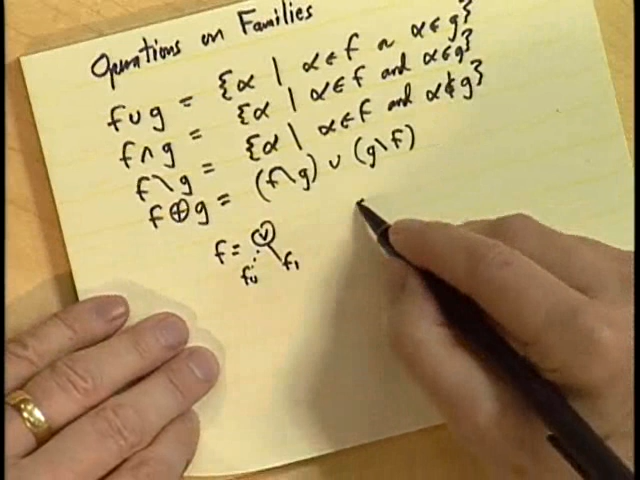 Operations on Families
f ∪ g = {α | α ∈ f or α ∈ g}
f ∩ g = {α | α ∈ f and α ∈ g}
f \ g = {α | α ∈ f and α ∉ g}
f ⊕ g = (f \ g) ∪ (g \ f)
f = v
f₀ f₁